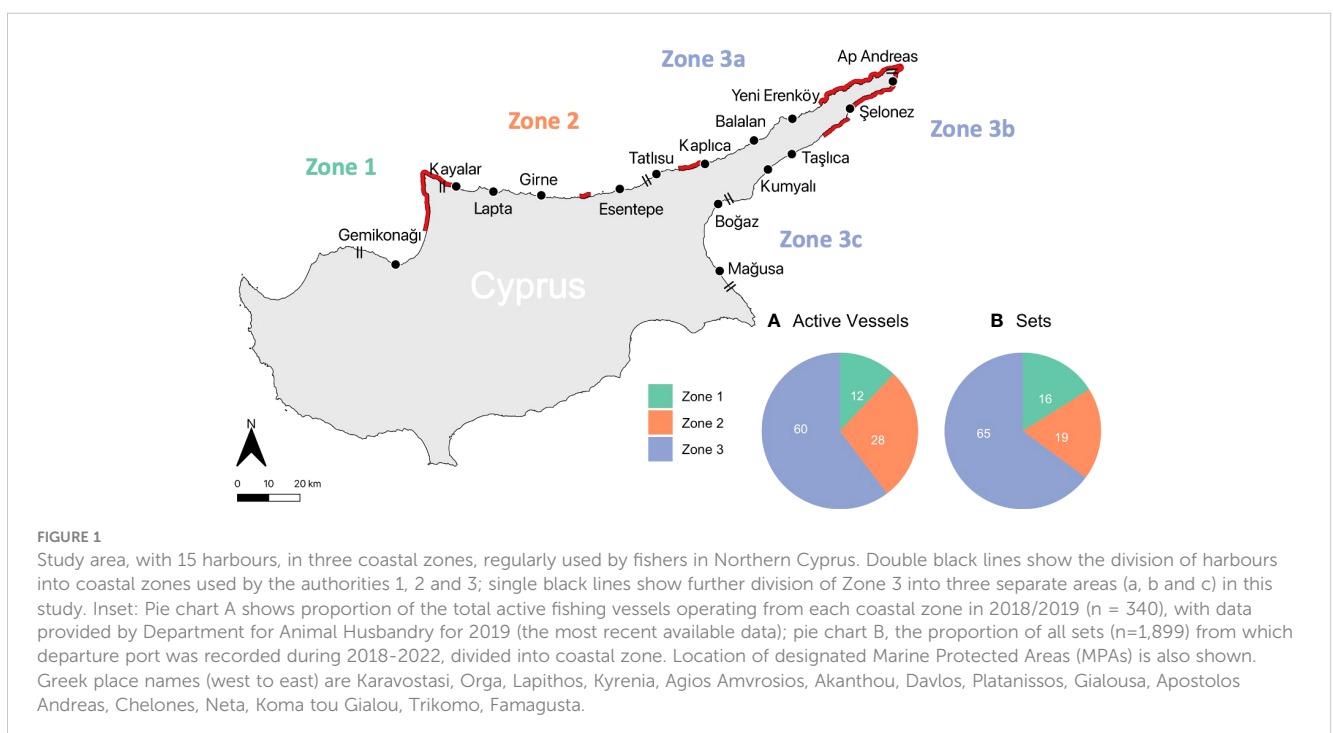 Zone 3a
Ap Andreas
Yeni Erenköy
Şelonez
Zone 2
Balalan
Zone 3b
Kaplıca
Tatlısu
Taşlıca
Zone 1
Kayalar
Girne
Kumyalı
Lapta
Esentepe
Boğaz
Gemikonağı
Zone 3c
Mağusa
Cyprus
A Active Vessels
B Sets
12
28
60
16
19
65
Zone 1
Zone 2
Zone 3
N
0 10 20 km
FIGURE 1
Study area, with 15 harbours, in three coastal zones, regularly used by fishers in Northern Cyprus. Double black lines show the division of harbours
into coastal zones used by the authorities 1, 2 and 3; single black lines show further division of Zone 3 into three separate areas (a, b and c) in this
study. Inset: Pie chart A shows proportion of the total active fishing vessels operating from each coastal zone in 2018/2019 (n = 340), with data
provided by Department for Animal Husbandry for 2019 (the most recent available data); pie chart B, the proportion of all sets (n=1,899) from which
departure port was recorded during 2018-2022, divided into coastal zone. Location of designated Marine Protected Areas (MPAs) is also shown.
Greek place names (west to east) are Karavostasi, Orga, Lapithos, Kyrenia, Agios Amvrosios, Akanthou, Davlos, Platanissos, Gialousa, Apostolos
Andreas, Chelones, Neta, Koma tou Gialou, Trikomo, Famagusta.